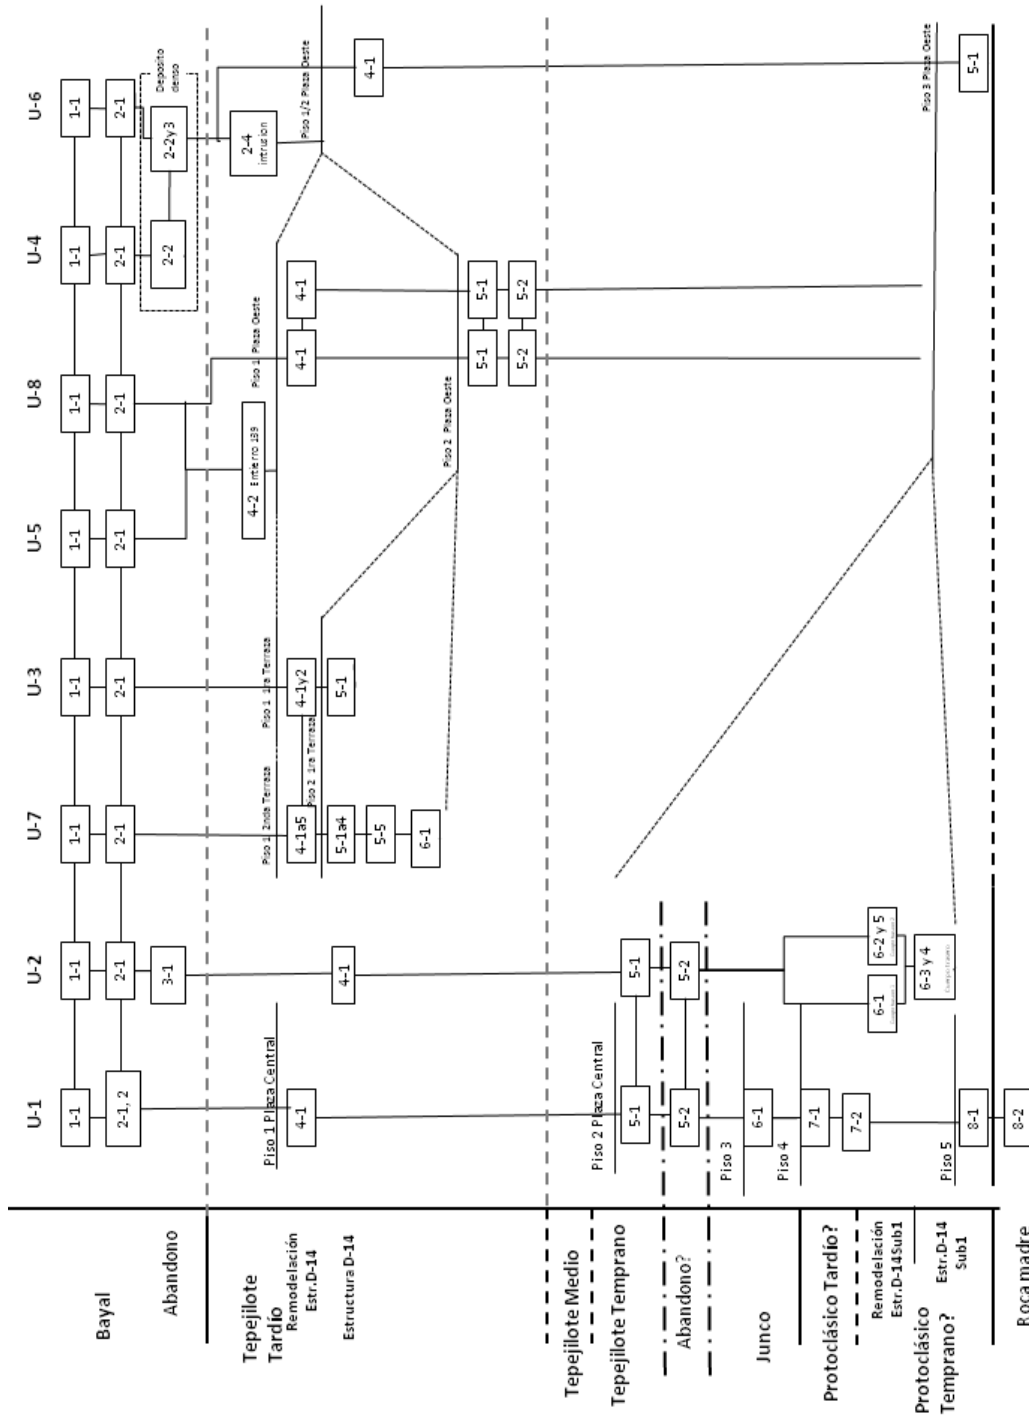 U-1 U-2 U-7 U-3 U-5 U-8 U-4 U-6
Bayal
1-1 1-1 1-1 1-1 1-1 1-1 1-1 1-1
2-1, 2 2-1 2-1 2-1 2-1 2-1 2-1 2-1
Abandono
3-1
2-2
2-2y3
Deposito
denso
Tepejilote
Tardío
Remodelación
Estr.D-14
Estructura D-14
4-2 Entierro 139
2-4
intrusion
Piso 1 Plaza Central
Piso 1 2nda Terraza
Piso 1 1ra Terraza
Piso 1 Plaza Oeste
Piso 1/2 Plaza Oeste
4-1
4-1a5
4-1y2
4-1
4-1
Piso 2 1ra Terraza
4-1
5-1a4
5-1
4-1
5-5
6-1
Piso 2 Plaza Oeste
5-1
5-1
5-2
5-2
Tepejilote Medio
Tepejilote Temprano
Piso 2 Plaza Central
5-1
5-1
Abandono?
5-2
5-2
Junco
Piso 3
6-1
Piso 4
Protoclásico Tardío?
7-1
7-2
Remodelación
Estr.D-14Sub1
6-1
6-2 y 5
6-3 y 4
Protoclásico
Temprano?
Estr.D-14
Sub1
Piso 3 Plaza Oeste
Piso 5
8-1
5-1
Roca madre
8-2